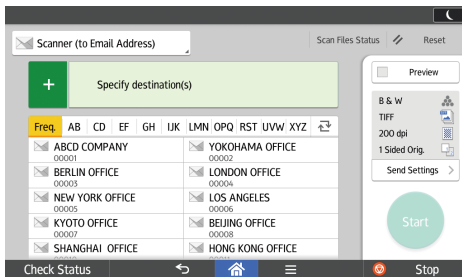 Scanner (to Email Address)
Scan Files Status
Reset
+ Specify destination(s)
Preview
B & W
TIFF
200 dpi
1 Sided Orig.
Send Settings
Start
Freq. AB CD EF GH IJK LMN OPQ RST UVW XYZ
ABCD COMPANY
00001
YOKOHAMA OFFICE
00002
BERLIN OFFICE
00003
LONDON OFFICE
00004
NEW YORK OFFICE
00005
LOS ANGELES
00006
KYOTO OFFICE
00007
BEIJING OFFICE
00008
SHANGHAI OFFICE
HONG KONG OFFICE
Check Status
Stop